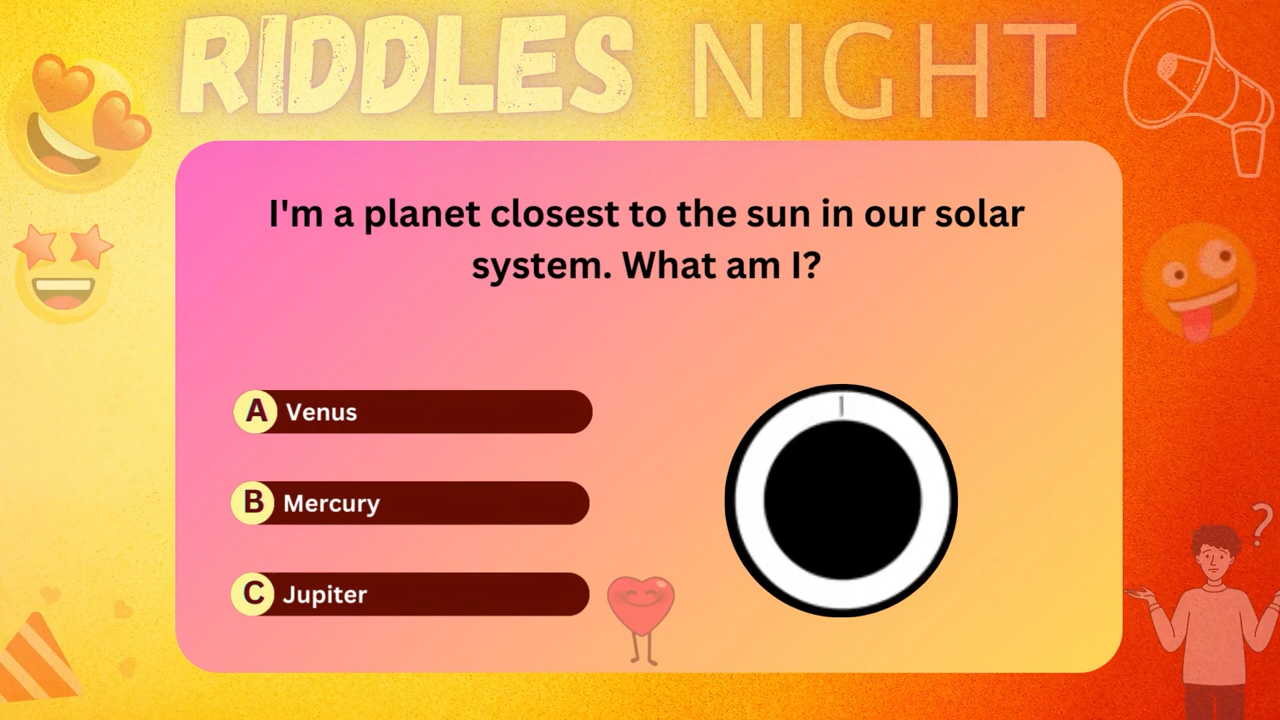 RIDDLES NIGHT
I'm a planet closest to the sun in our solar
system. What am I?
A Venus
B Mercury
C Jupiter
?